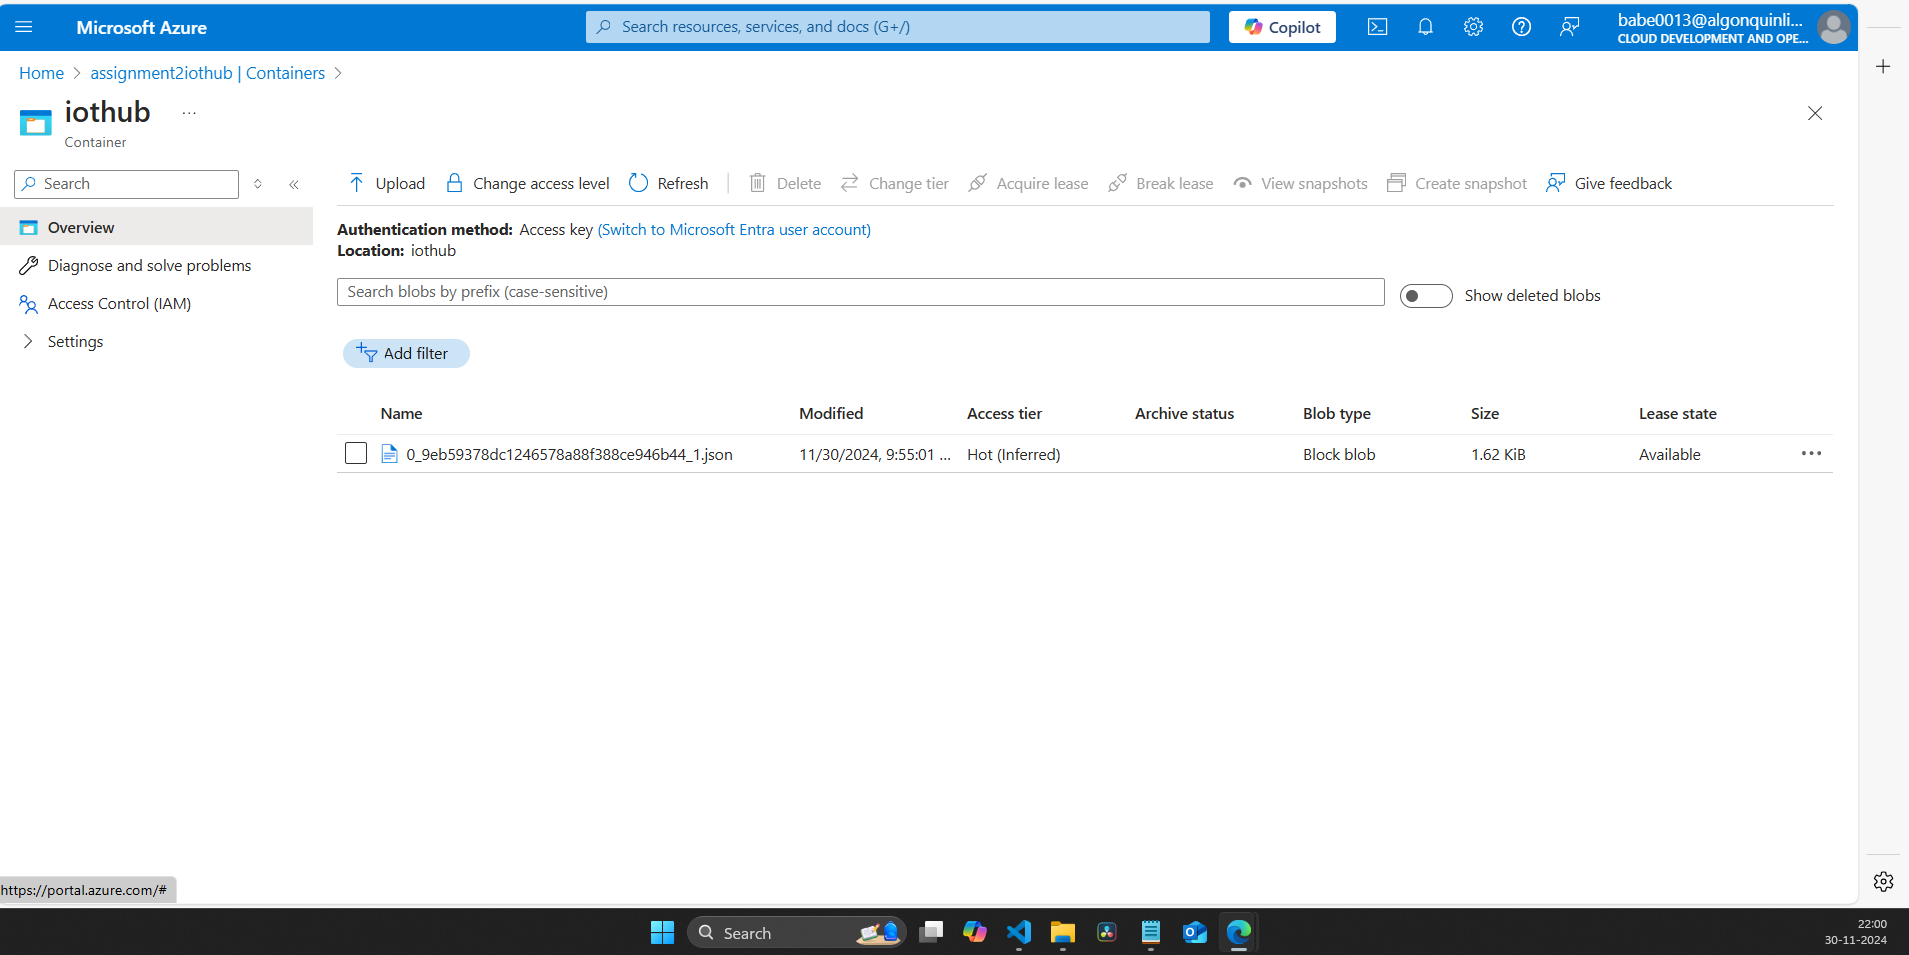 Microsoft Azure
Search resources, services, and docs (G+/)
Copilot
babe0013@algonquinli...
CLOUD DEVELOPMENT AND OPE...
Home > assignment2iothub | Containers >
iothub ...
Container
Search
Overview
Diagnose and solve problems
Access Control (IAM)
Settings
Upload Change access level Refresh Delete Change tier Acquire lease Break lease View snapshots Create snapshot Give feedback
Authentication method: Access key (Switch to Microsoft Entra user account)
Location: iothub
Search blobs by prefix (case-sensitive)
Show deleted blobs
Add filter
Name Modified Access tier Archive status Blob type Size Lease state
0_9eb59378dc1246578a88f388ce946b44_1.json 11/30/2024, 9:55:01 ... Hot (Inferred) Block blob 1.62 KiB Available ...
https://portal.azure.com/#
Search
22:00
30-11-2024